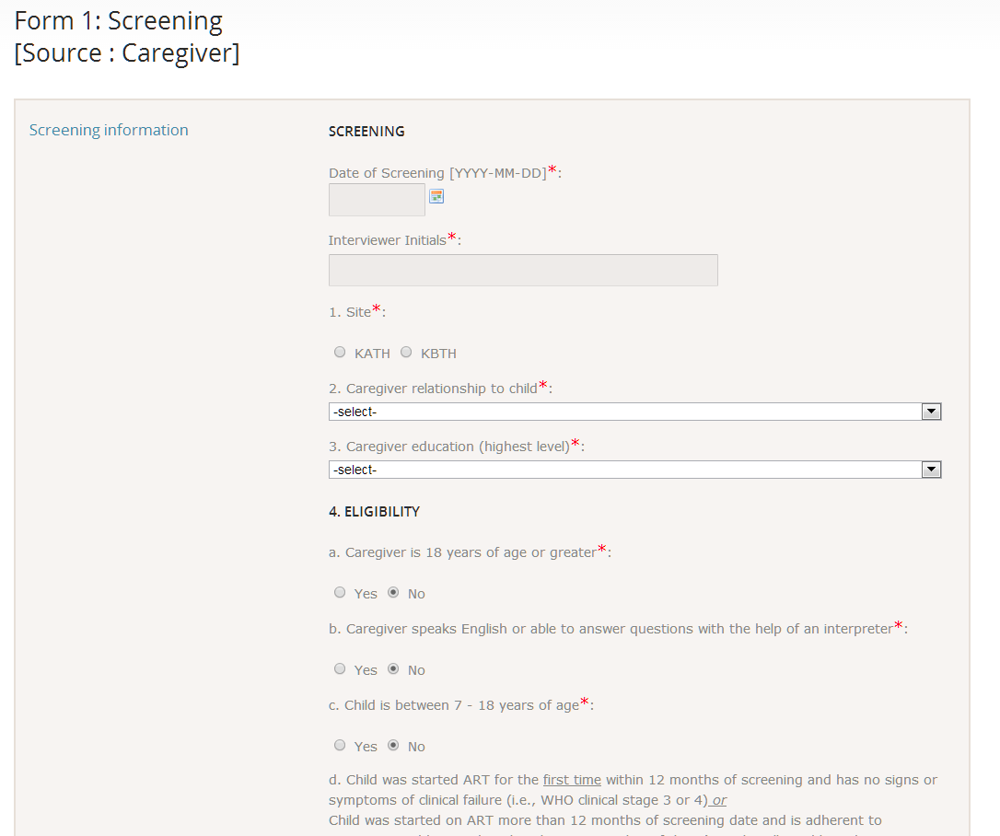 Form 1: Screening
[Source : Caregiver]
Screening information
SCREENING
Date of Screening [YYYY-MM-DD]*:
Interviewer Initials*:
1. Site*:
KATH KBTH
2. Caregiver relationship to child*:
-select-
3. Caregiver education (highest level)*:
-select-
4. ELIGIBILITY
a. Caregiver is 18 years of age or greater*:
Yes No
b. Caregiver speaks English or able to answer questions with the help of an interpreter*:
Yes No
c. Child is between 7 - 18 years of age*:
Yes No
d. Child was started ART for the first time within 12 months of screening and has no signs or
symptoms of clinical failure (i.e., WHO clinical stage 3 or 4) or
Child was started on ART more than 12 months of screening date and is adherent to